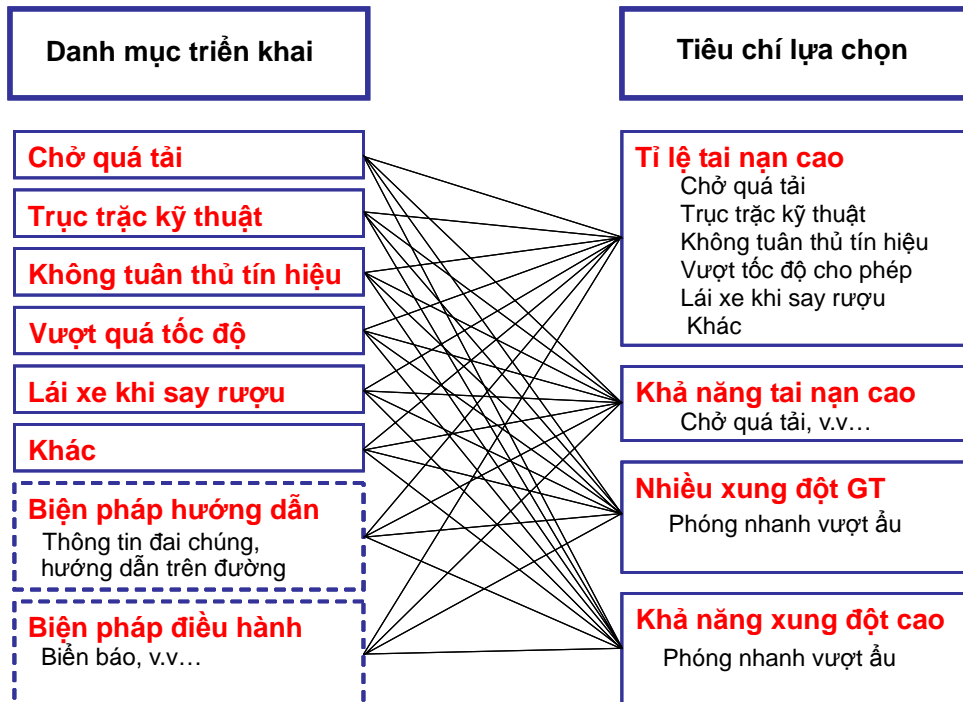 Danh mục triển khai
Tiêu chí lựa chọn
Chở quá tải
Trục trặc kỹ thuật
Không tuân thủ tín hiệu
Vượt quá tốc độ
Lái xe khi say rượu
Khác
Biện pháp hướng dẫn
Thông tin đai chúng,
hướng dẫn trên đường
Biện pháp điều hành
Biển báo, v.v…
Tỉ lệ tai nạn cao
Chở quá tải
Trục trặc kỹ thuật
Không tuân thủ tín hiệu
Vượt tốc độ cho phép
Lái xe khi say rượu
Khác
Khả năng tai nạn cao
Chở quá tải, v.v…
Nhiều xung đột GT
Phóng nhanh vượt ẩu
Khả năng xung đột cao
Phóng nhanh vượt ẩu